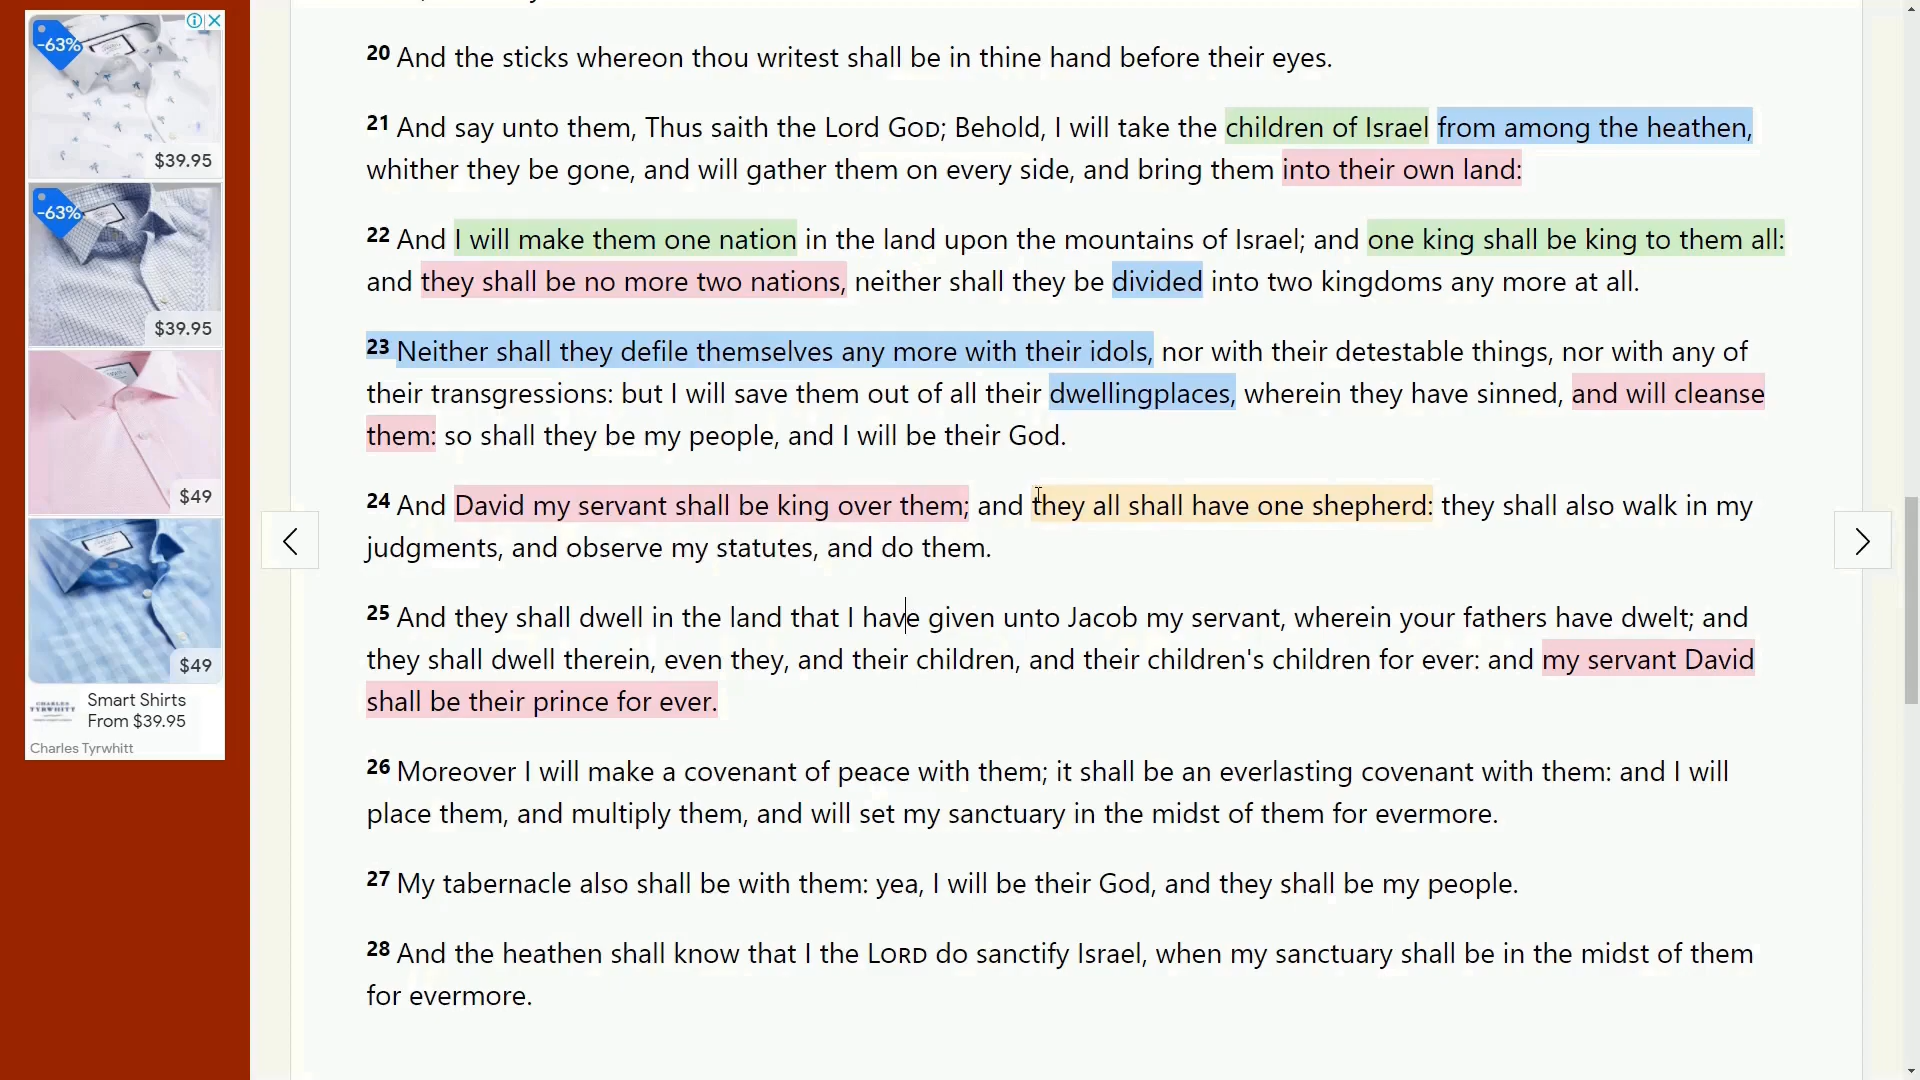 -63%
$39.95
-63%
$39.95
$49
$49
CHARLES
TYRWHITT
Smart Shirts
From $39.95
Charles Tyrwhitt
20 And the sticks whereon thou writest shall be in thine hand before their eyes.
21 And say unto them, Thus saith the Lord GOD; Behold, I will take the children of Israel from among the heathen,
whither they be gone, and will gather them on every side, and bring them into their own land:
22 And I will make them one nation in the land upon the mountains of Israel; and one king shall be king to them all:
and they shall be no more two nations, neither shall they be divided into two kingdoms any more at all.
23 Neither shall they defile themselves any more with their idols, nor with their detestable things, nor with any of
their transgressions: but I will save them out of all their dwellingplaces, wherein they have sinned, and will cleanse
them: so shall they be my people, and I will be their God.
24 And David my servant shall be king over them; and they all shall have one shepherd: they shall also walk in my
judgments, and observe my statutes, and do them.
25 And they shall dwell in the land that I have given unto Jacob my servant, wherein your fathers have dwelt; and
they shall dwell therein, even they, and their children, and their children's children for ever: and my servant David
shall be their prince for ever.
26 Moreover I will make a covenant of peace with them; it shall be an everlasting covenant with them: and I will
place them, and multiply them, and will set my sanctuary in the midst of them for evermore.
27 My tabernacle also shall be with them: yea, I will be their God, and they shall be my people.
28 And the heathen shall know that I the LORD do sanctify Israel, when my sanctuary shall be in the midst of them
for evermore.